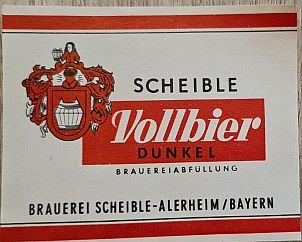 SCHEIBLE
Vollbier
DUNKEL
BRAUEREIABFÜLLUNG
BRAUEREI SCHEIBLE-ALERHEIM/BAYERN